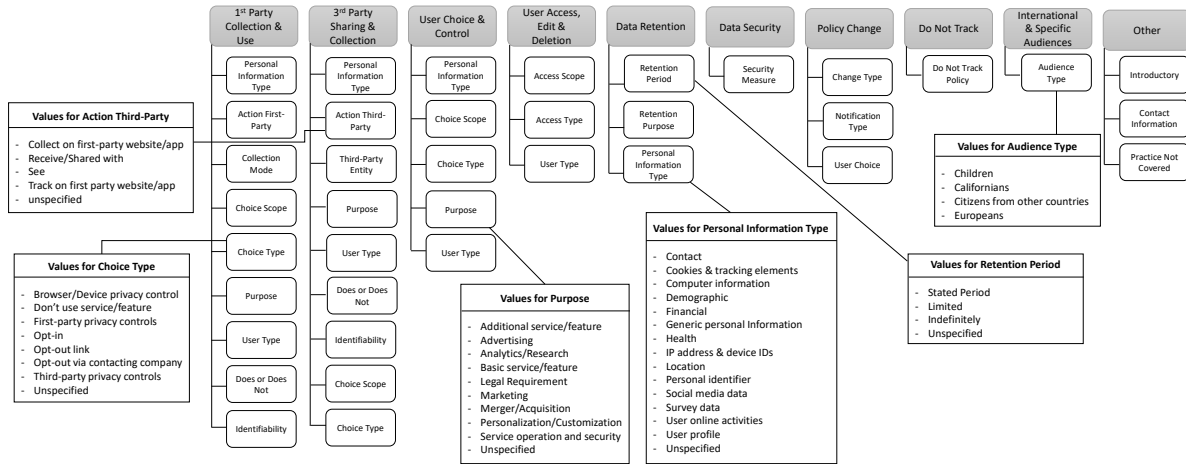 1st Party
Collection &
Use
3rd Party
Sharing &
Collection
User Choice &
Control
User Access,
Edit &
Deletion
Data Retention
Data Security
Policy Change
Do Not Track
International
& Specific
Audiences
Other
Personal
Information
Type
Action First-
Party
Collection
Mode
Choice Scope
Choice Type
Purpose
User Type
Does or Does
Not
Identifiability
Personal
Information
Type
Action Third-
Party
Third-Party
Entity
Purpose
User Type
Does or Does
Not
Identifiability
Choice Scope
Choice Type
Personal
Information
Type
Choice Scope
Choice Type
Purpose
User Type
Access Scope
Access Type
User Type
Retention
Period
Retention
Purpose
Personal
Information
Type
Security
Measure
Change Type
Notification
Type
User Choice
Do Not Track
Policy
Audience
Type
Introductory
Contact
Information
Practice Not
Covered
Values for Action Third-Party
- Collect on first-party website/app
- Receive/Shared with
- See
- Track on first party website/app
- unspecified
Values for Choice Type
- Browser/Device privacy control
- Don't use service/feature
- First-party privacy controls
- Opt-in
- Opt-out link
- Opt-out via contacting company
- Third-party privacy controls
- Unspecified
Values for Purpose
- Additional service/feature
- Advertising
- Analytics/Research
- Basic service/feature
- Legal Requirement
- Marketing
- Merger/Acquisition
- Personalization/Customization
- Service operation and security
- Unspecified
Values for Personal Information Type
- Contact
- Cookies & tracking elements
- Computer information
- Demographic
- Financial
- Generic personal Information
- Health
- IP address & device IDs
- Location
- Personal identifier
- Social media data
- Survey data
- User online activities
- User profile
- Unspecified
Values for Audience Type
- Children
- Californians
- Citizens from other countries
- Europeans
Values for Retention Period
- Stated Period
- Limited
- Indefinitely
- Unspecified